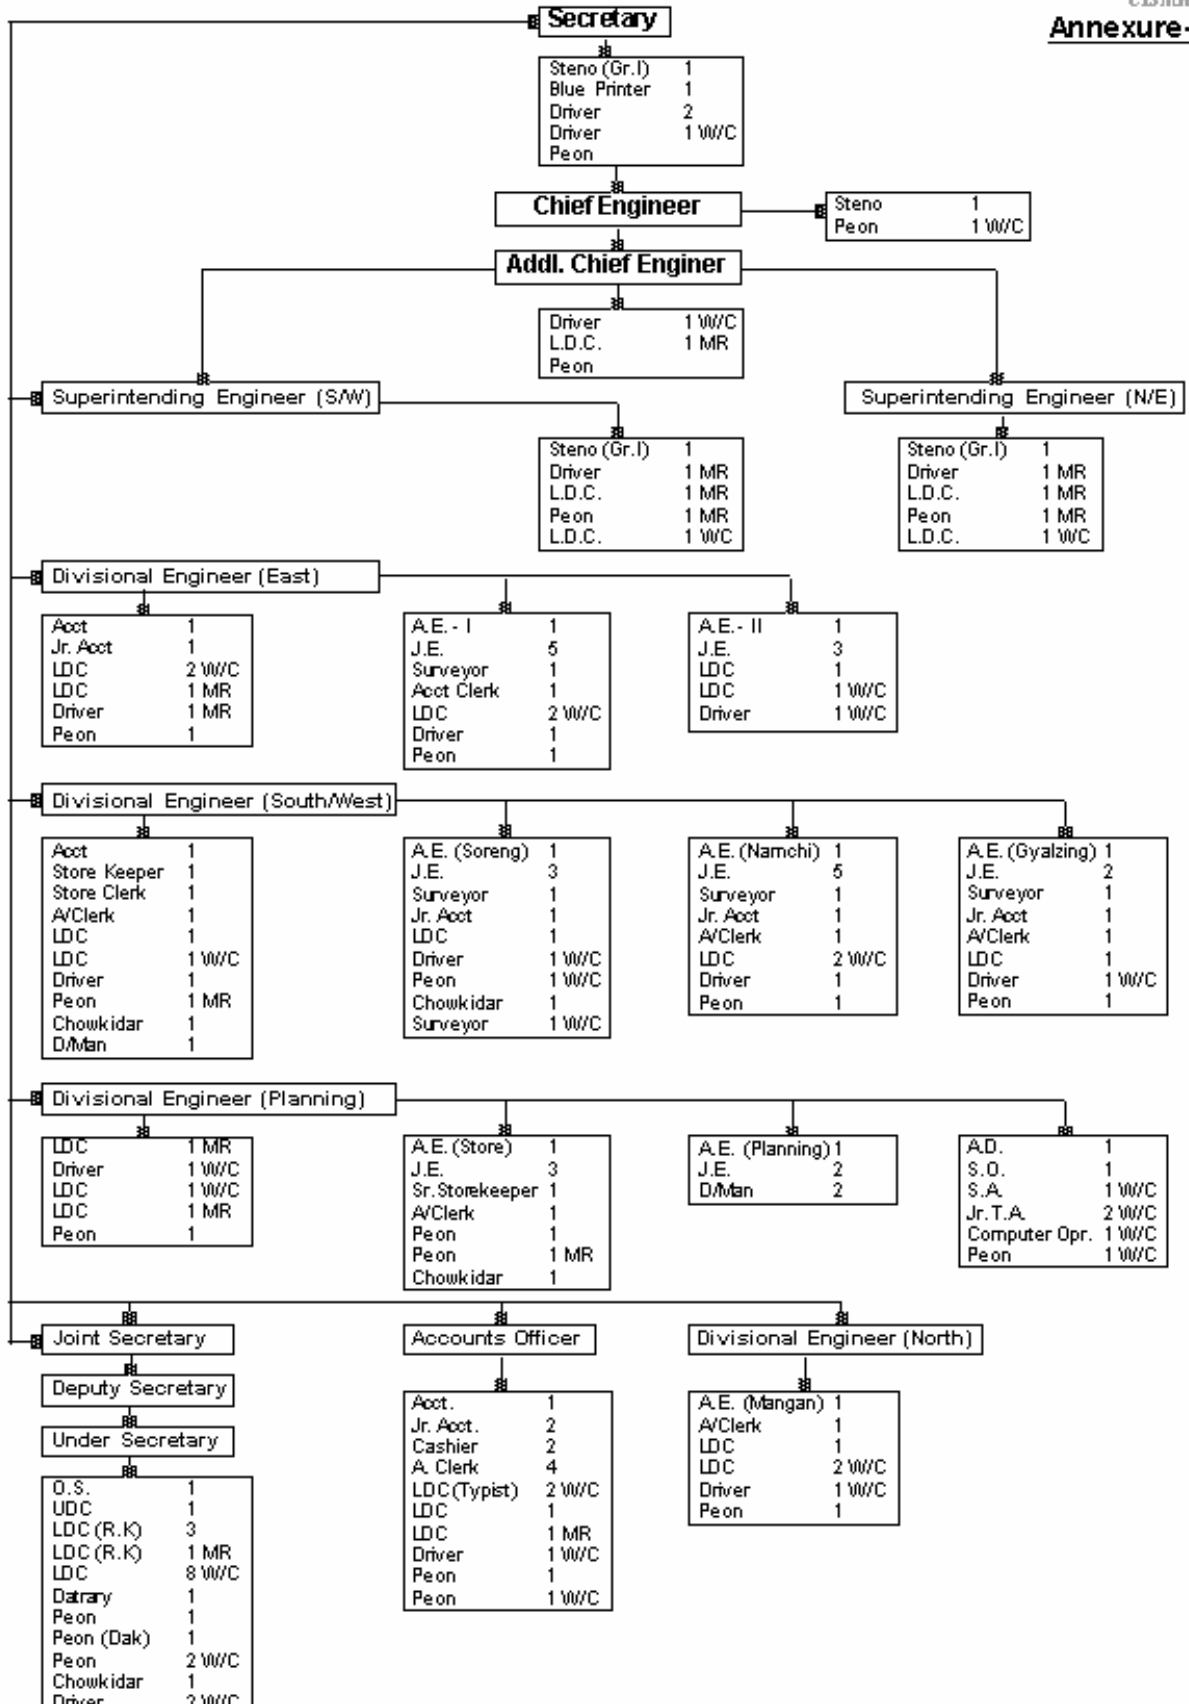 Annexure-
Secretary
Steno (Gr.I) 1
Blue Printer 1
Driver 2
Driver 1 W/C
Peon
Chief Engineer
Steno 1
Peon 1 W/C
Addl. Chief Enginer
Driver 1 W/C
L.D.C. 1 MR
Peon
Superintending Engineer (S/W)
Superintending Engineer (N/E)
Steno (Gr.I) 1
Driver 1 MR
L.D.C. 1 MR
Peon 1 MR
L.D.C. 1 WC
Steno (Gr.I) 1
Driver 1 MR
L.D.C. 1 MR
Peon 1 MR
L.D.C. 1 WC
Divisional Engineer (East)
Acct 1
Jr. Acct 1
LDC 2 W/C
LDC 1 MR
Driver 1 MR
Peon 1
A.E. - I 1
J.E. 5
Surveyor 1
Acct Clerk 1
LDC 2 W/C
Driver 1
Peon 1
A.E.- II 1
J.E. 3
LDC 1
LDC 1 W/C
Driver 1 W/C
Divisional Engineer (South/West)
Acct 1
Store Keeper 1
Store Clerk 1
A/Clerk 1
LDC 1
LDC 1 W/C
Driver 1
Peon 1 MR
Chowkidar 1
D/Man 1
A.E. (Soreng) 1
J.E. 3
Surveyor 1
Jr. Acct 1
LDC 1
Driver 1 W/C
Peon 1 W/C
Chowkidar 1
Surveyor 1 W/C
A.E. (Namchi) 1
J.E. 5
Surveyor 1
Jr. Acct 1
A/Clerk 1
LDC 2 W/C
Driver 1
Peon 1
A.E. (Gyalzing) 1
J.E. 2
Surveyor 1
Jr. Acct 1
A/Clerk 1
LDC 1
Driver 1 W/C
Peon 1
Divisional Engineer (Planning)
LDC 1 MR
Driver 1 W/C
LDC 1 W/C
LDC 1 MR
Peon 1
A.E. (Store) 1
J.E. 3
Sr. Storekeeper 1
A/Clerk 1
Peon 1
Peon 1 MR
Chowkidar 1
A.E. (Planning) 1
J.E. 2
D/Man 2
A.D. 1
S.O. 1
S.A. 1 W/C
Jr. T.A. 2 W/C
Computer Opr. 1 W/C
Peon 1 W/C
Joint Secretary
Accounts Officer
Divisional Engineer (North)
Deputy Secretary
Under Secretary
O.S. 1
UDC 1
LDC (R.K) 3
LDC (R.K) 1 MR
LDC 8 W/C
Datrary 1
Peon 1
Peon (Dak) 1
Peon 2 W/C
Chowkidar 1
Driver 2 W/C
Acct. 1
Jr. Acct. 2
Cashier 2
A. Clerk 4
LDC (Typist) 2 W/C
LDC 1
LDC 1 MR
Driver 1 W/C
Peon 1
Peon 1 W/C
A.E. (Mangan) 1
A/Clerk 1
LDC 1
LDC 2 W/C
Driver 1 W/C
Peon 1